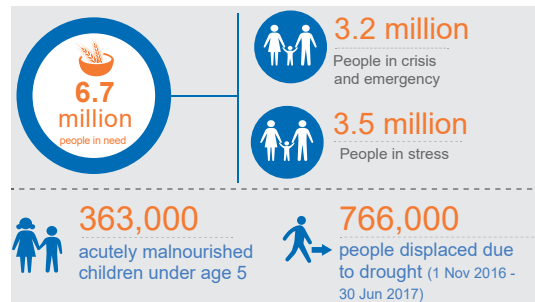 6.7
million
people in need
3.2 million
People in crisis
and emergency
3.5 million
People in stress
363,000
acutely malnourished
children under age 5
766,000
people displaced due
to drought (1 Nov 2016 -
30 Jun 2017)